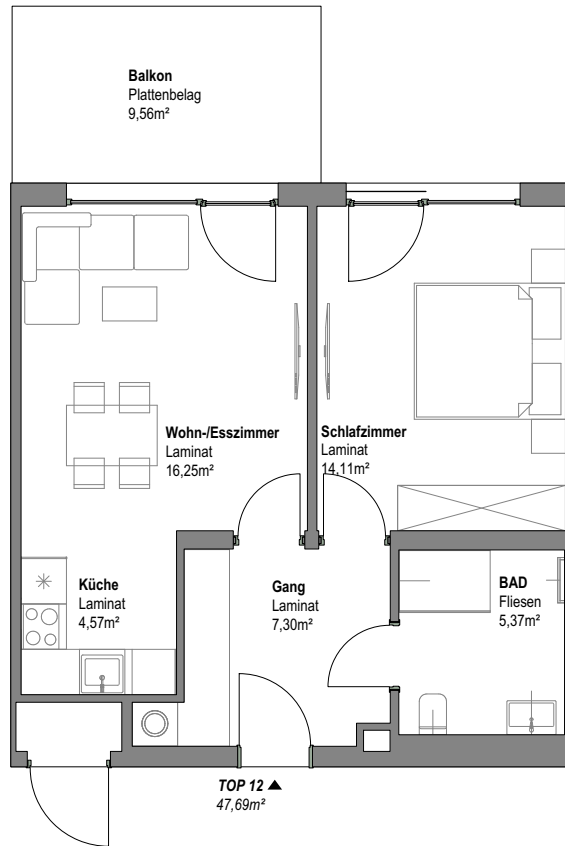 Balkon
Plattenbelag
9,56m²
Wohn-/Esszimmer
Laminat
16,25m²
Schlafzimmer
Laminat
14,11m²
Küche
Laminat
4,57m²
Gang
Laminat
7,30m²
BAD
Fliesen
5,37m²
TOP 12
47,69m²